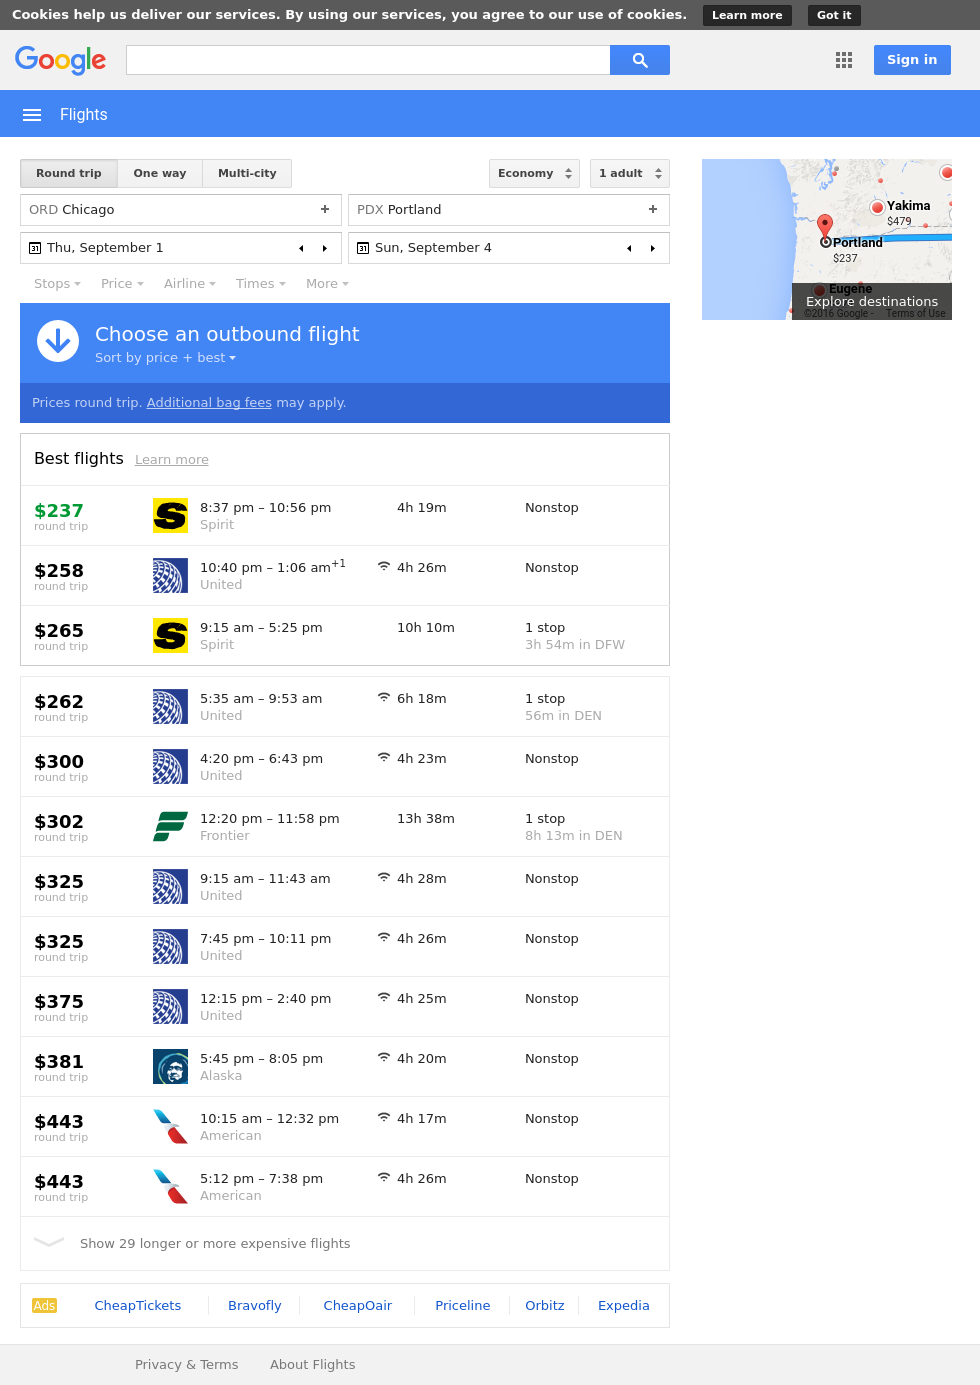 Cookies help us deliver our services. By using our services, you agree to our use of cookies. Learn more Got it
Google Sign in
Flights
Round trip One way Multi-city Economy 1 adult
ORD Chicago + PDX Portland +
31 Thu, September 1 31 Sun, September 4
Stops Price Airline Times More
Yakima
$479
Portland
$237
Eugene
Explore destinations
©2016 Google - Terms of Use
Choose an outbound flight
Sort by price + best
Prices round trip. Additional bag fees may apply.
Best flights Learn more
$237 8:37 pm – 10:56 pm 4h 19m Nonstop
round trip Spirit
$258 10:40 pm – 1:06 am+1 4h 26m Nonstop
round trip United
$265 9:15 am – 5:25 pm 10h 10m 1 stop
round trip Spirit 3h 54m in DFW
$262 5:35 am – 9:53 am 6h 18m 1 stop
round trip United 56m in DEN
$300 4:20 pm – 6:43 pm 4h 23m Nonstop
round trip United
$302 12:20 pm – 11:58 pm 13h 38m 1 stop
round trip Frontier 8h 13m in DEN
$325 9:15 am – 11:43 am 4h 28m Nonstop
round trip United
$325 7:45 pm – 10:11 pm 4h 26m Nonstop
round trip United
$375 12:15 pm – 2:40 pm 4h 25m Nonstop
round trip United
$381 5:45 pm – 8:05 pm 4h 20m Nonstop
round trip Alaska
$443 10:15 am – 12:32 pm 4h 17m Nonstop
round trip American
$443 5:12 pm – 7:38 pm 4h 26m Nonstop
round trip American
Show 29 longer or more expensive flights
Ads CheapTickets Bravofly CheapOair Priceline Orbitz Expedia
Privacy & Terms About Flights